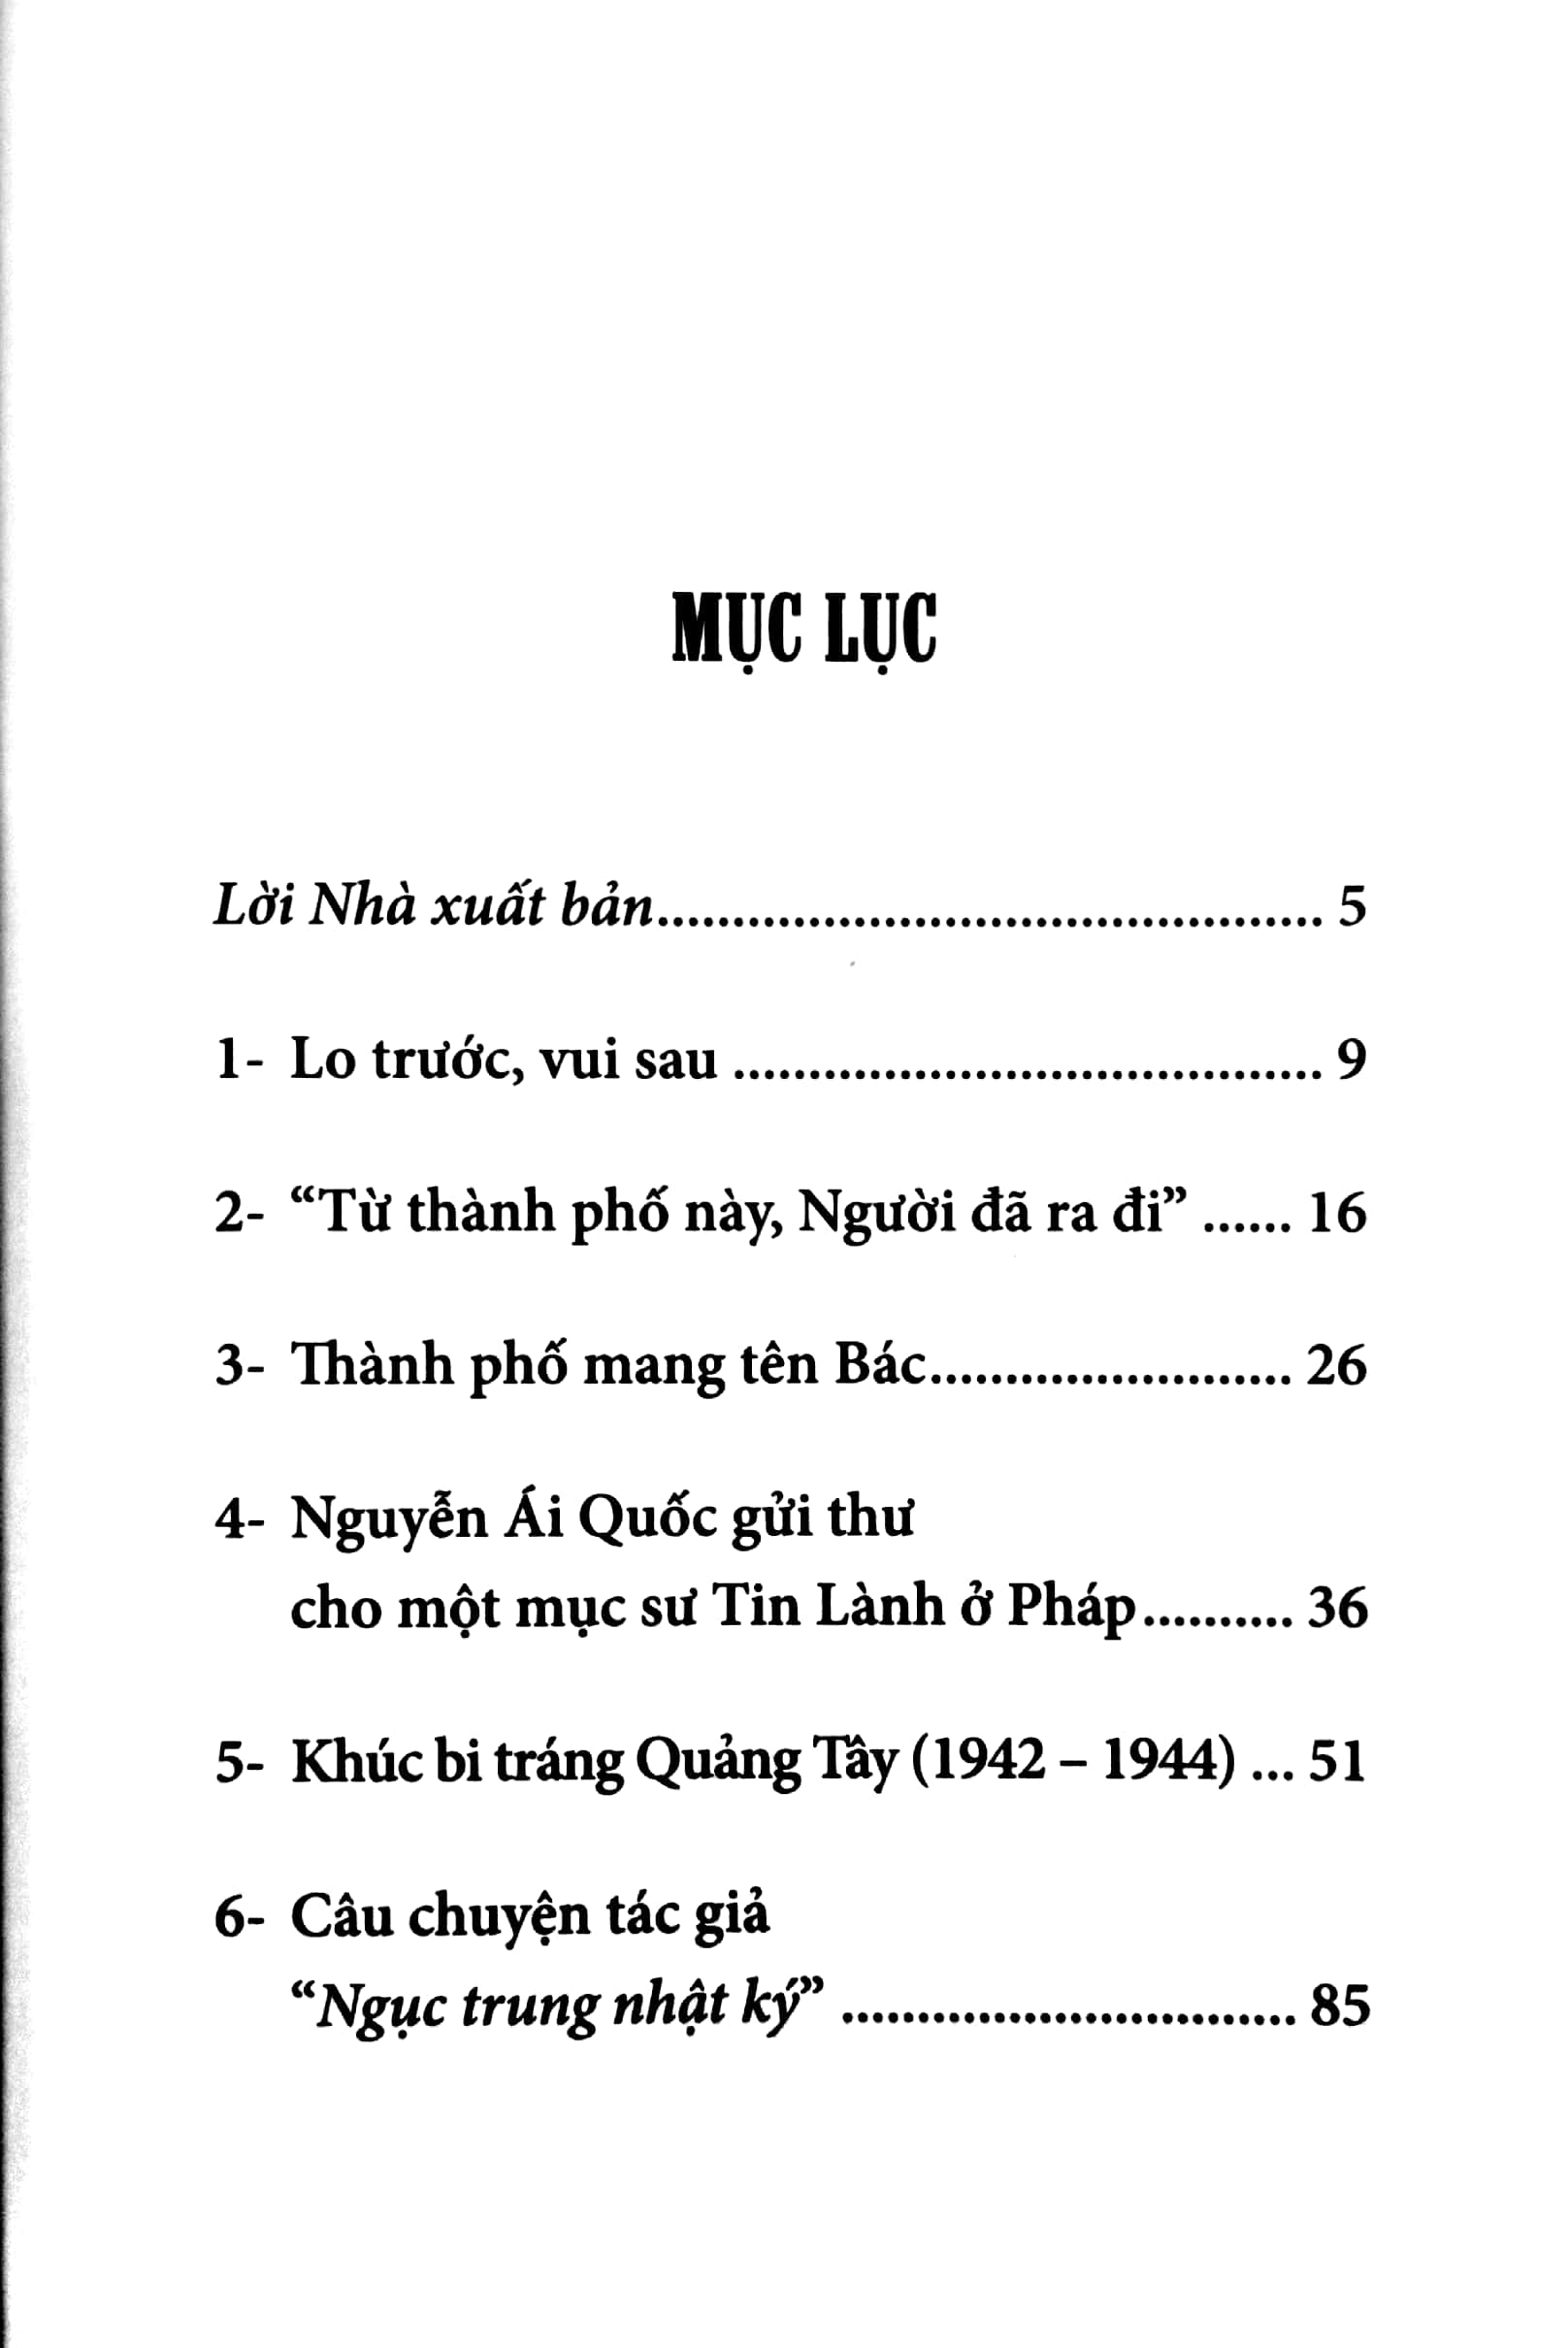 MỤC LỤC
Lời Nhà xuất bản............................................ 5
1- Lo trước, vui sau ....................................... 9
2- “Từ thành phố này, Người đã ra đi” ...... 16
3- Thành phố mang tên Bác........................ 26
4- Nguyễn Ái Quốc gửi thư
cho một mục sư Tin Lành ở Pháp.......... 36
5- Khúc bi tráng Quảng Tây (1942 – 1944) ... 51
6- Câu chuyện tác giả
“Ngục trung nhật ký” .............................. 85